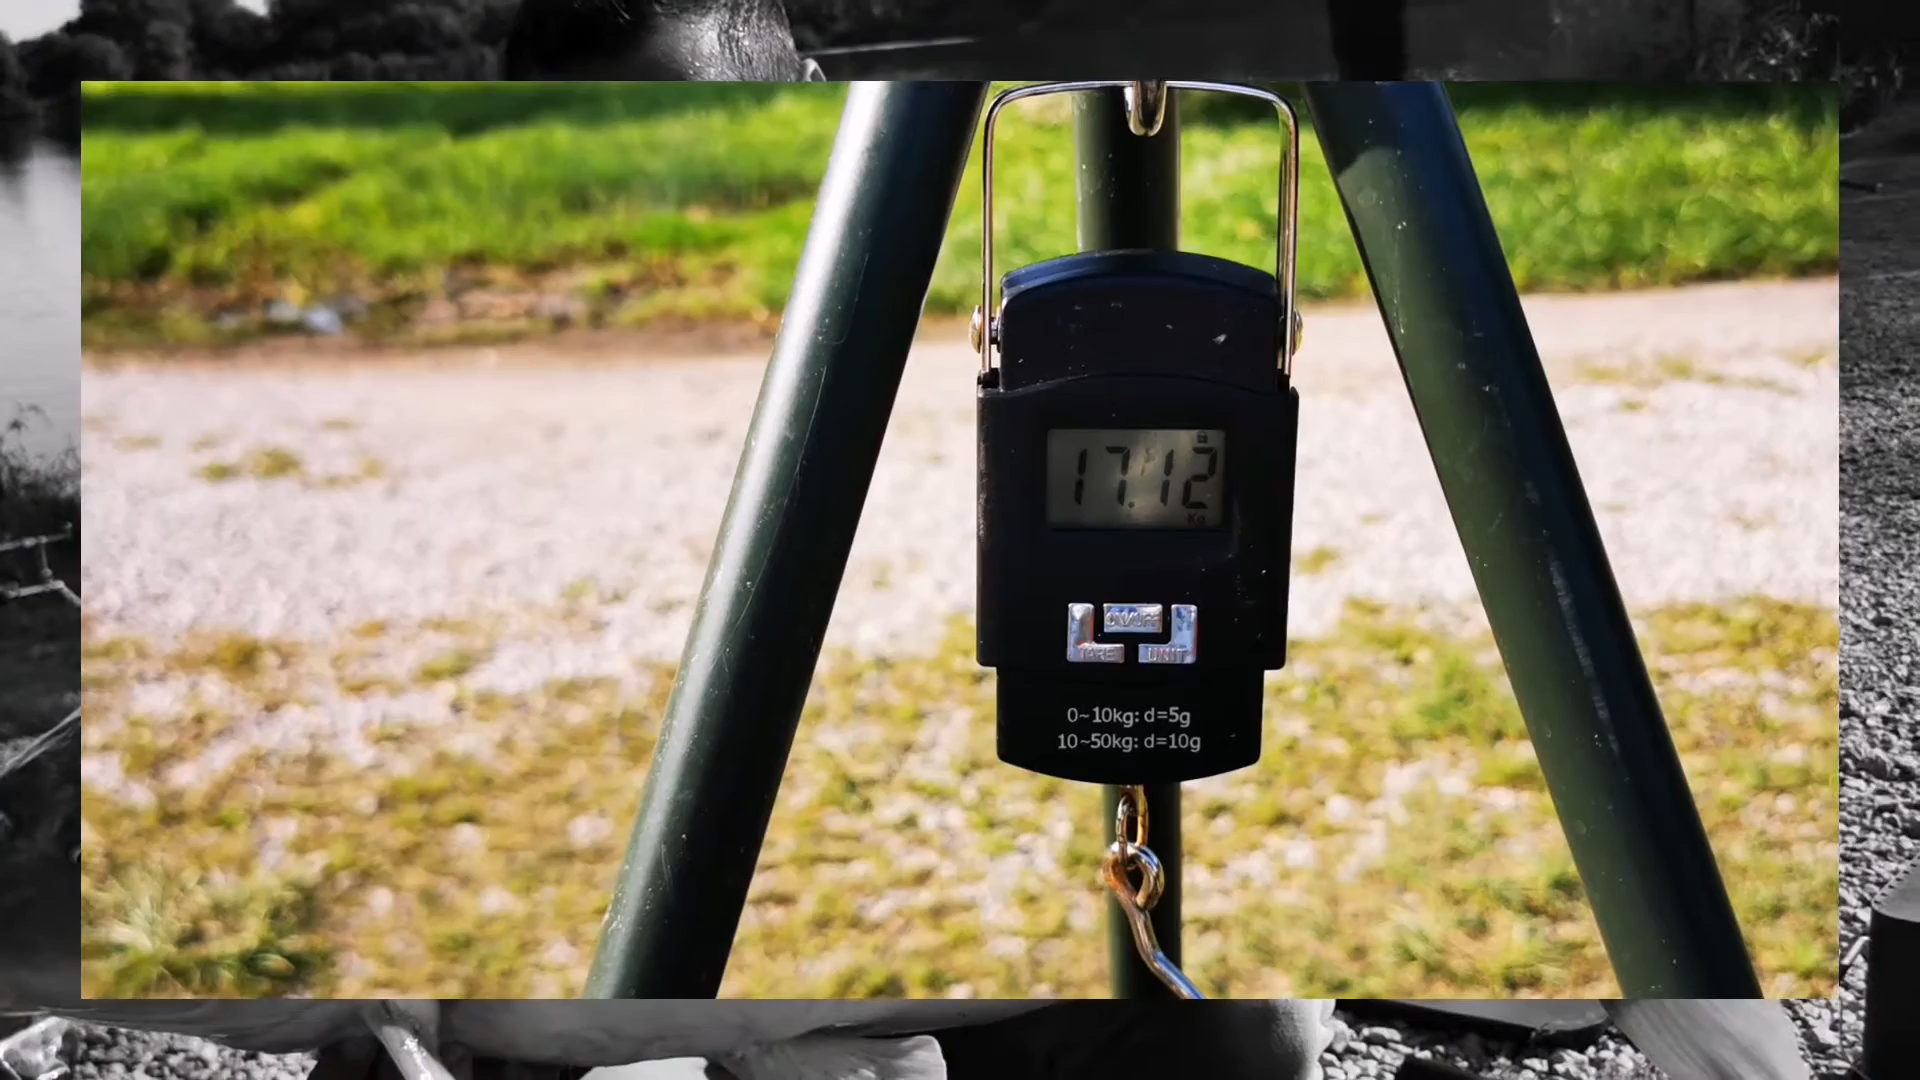 17.12
Kg
ON/OFF
TARE UNIT
0~10kg: d=5g
10~50kg: d=10g